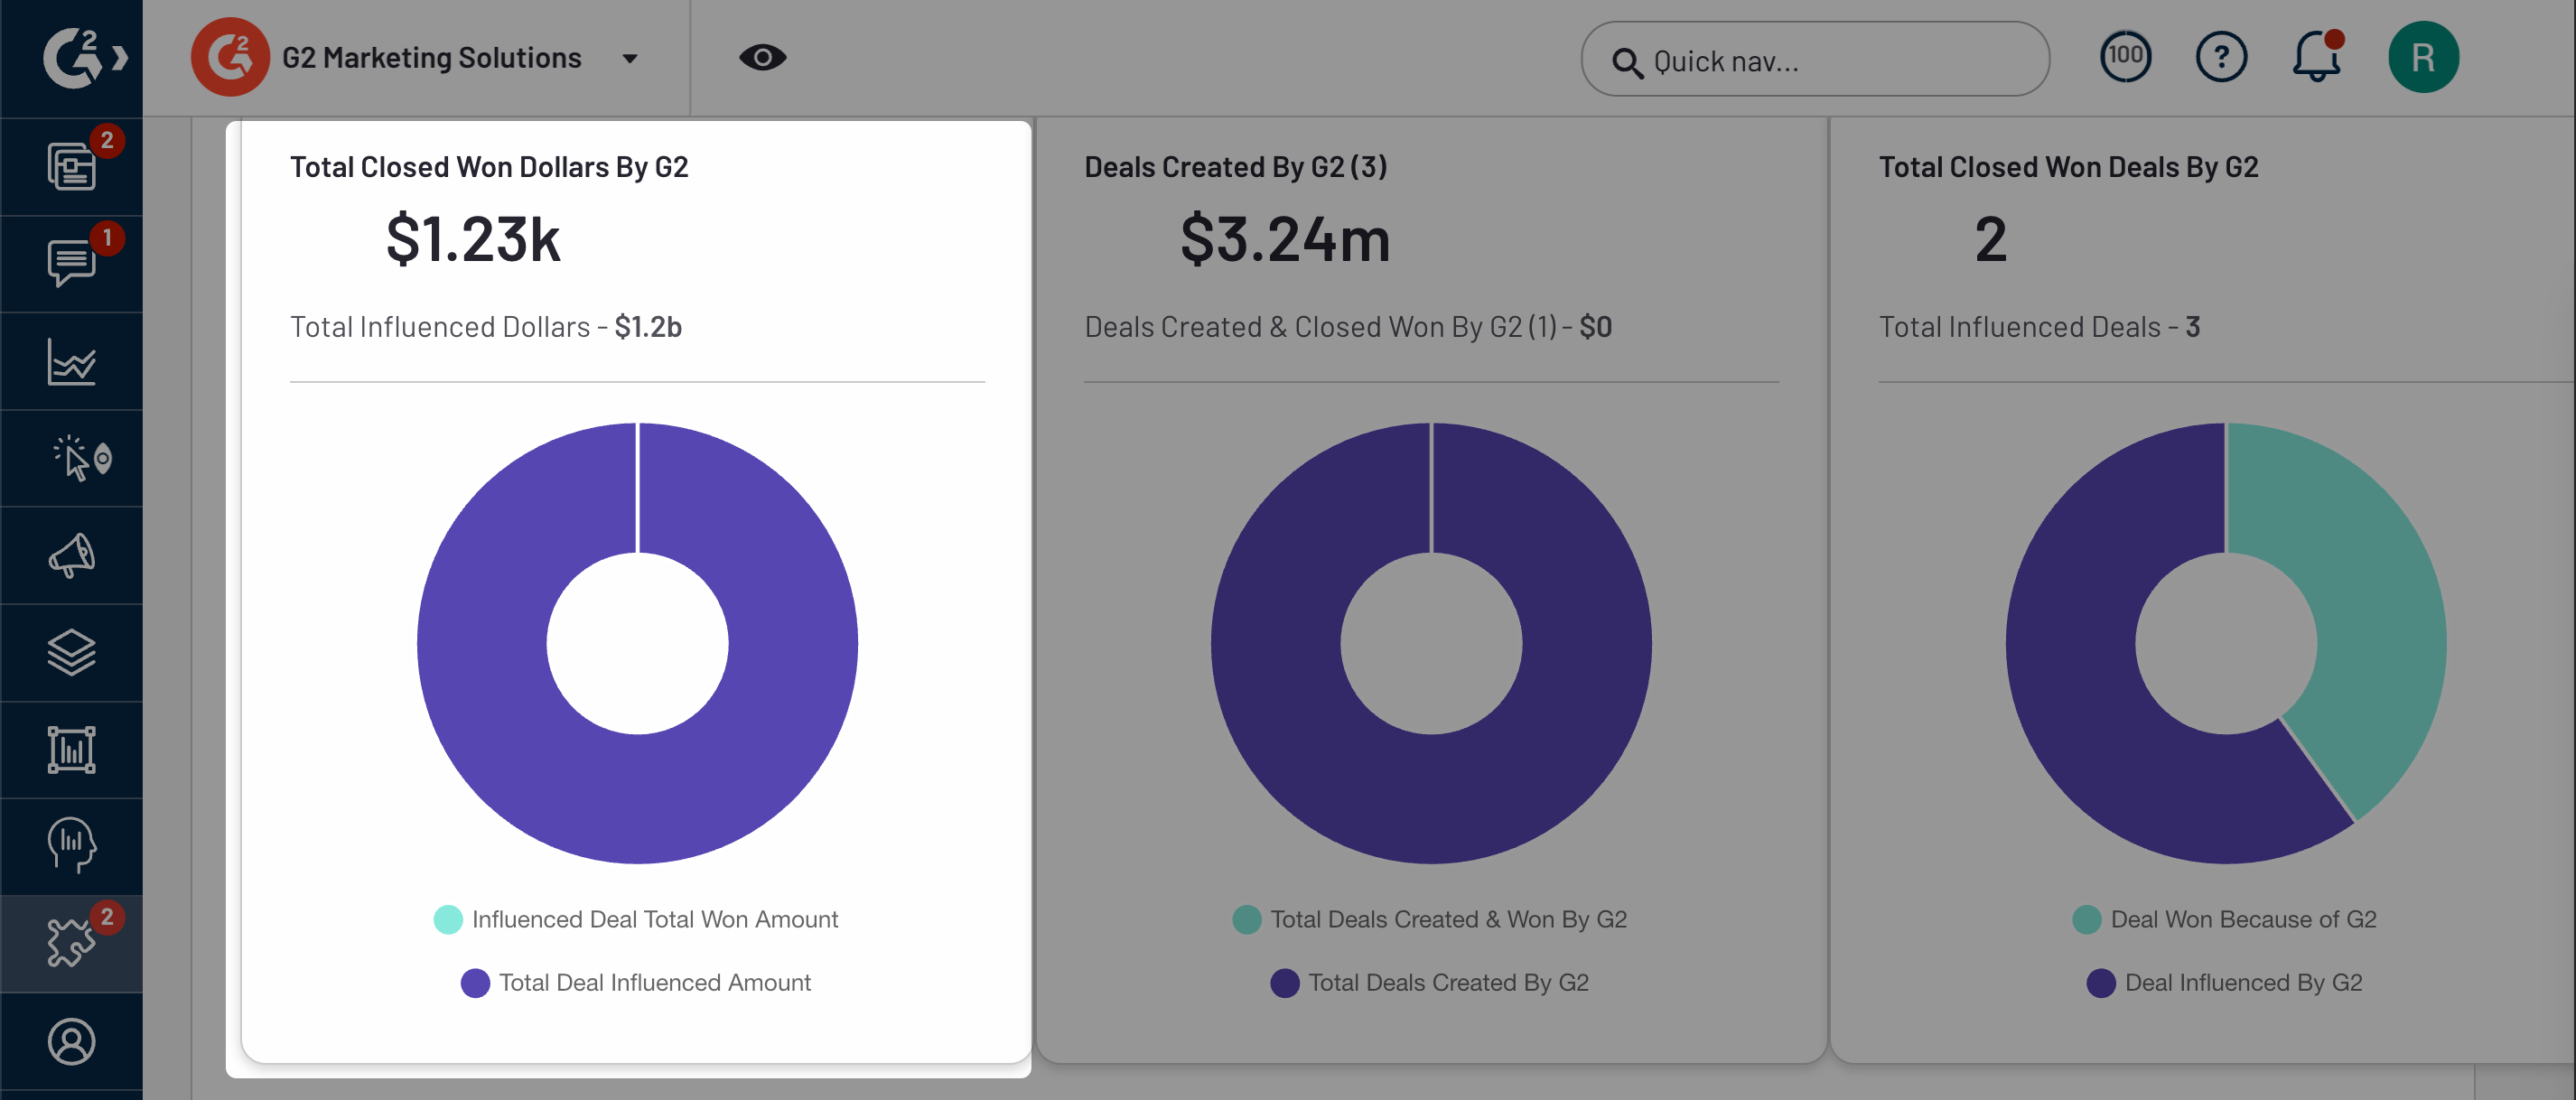 G2
G2 Marketing Solutions
Quick nav...
100
?
R
2
1
2
Total Closed Won Dollars By G2
$1.23k
Total Influenced Dollars - $1.2b
Influenced Deal Total Won Amount
Total Deal Influenced Amount
Deals Created By G2 (3)
$3.24m
Deals Created & Closed Won By G2 (1) - $0
Total Deals Created & Won By G2
Total Deals Created By G2
Total Closed Won Deals By G2
2
Total Influenced Deals - 3
Deal Won Because of G2
Deal Influenced By G2